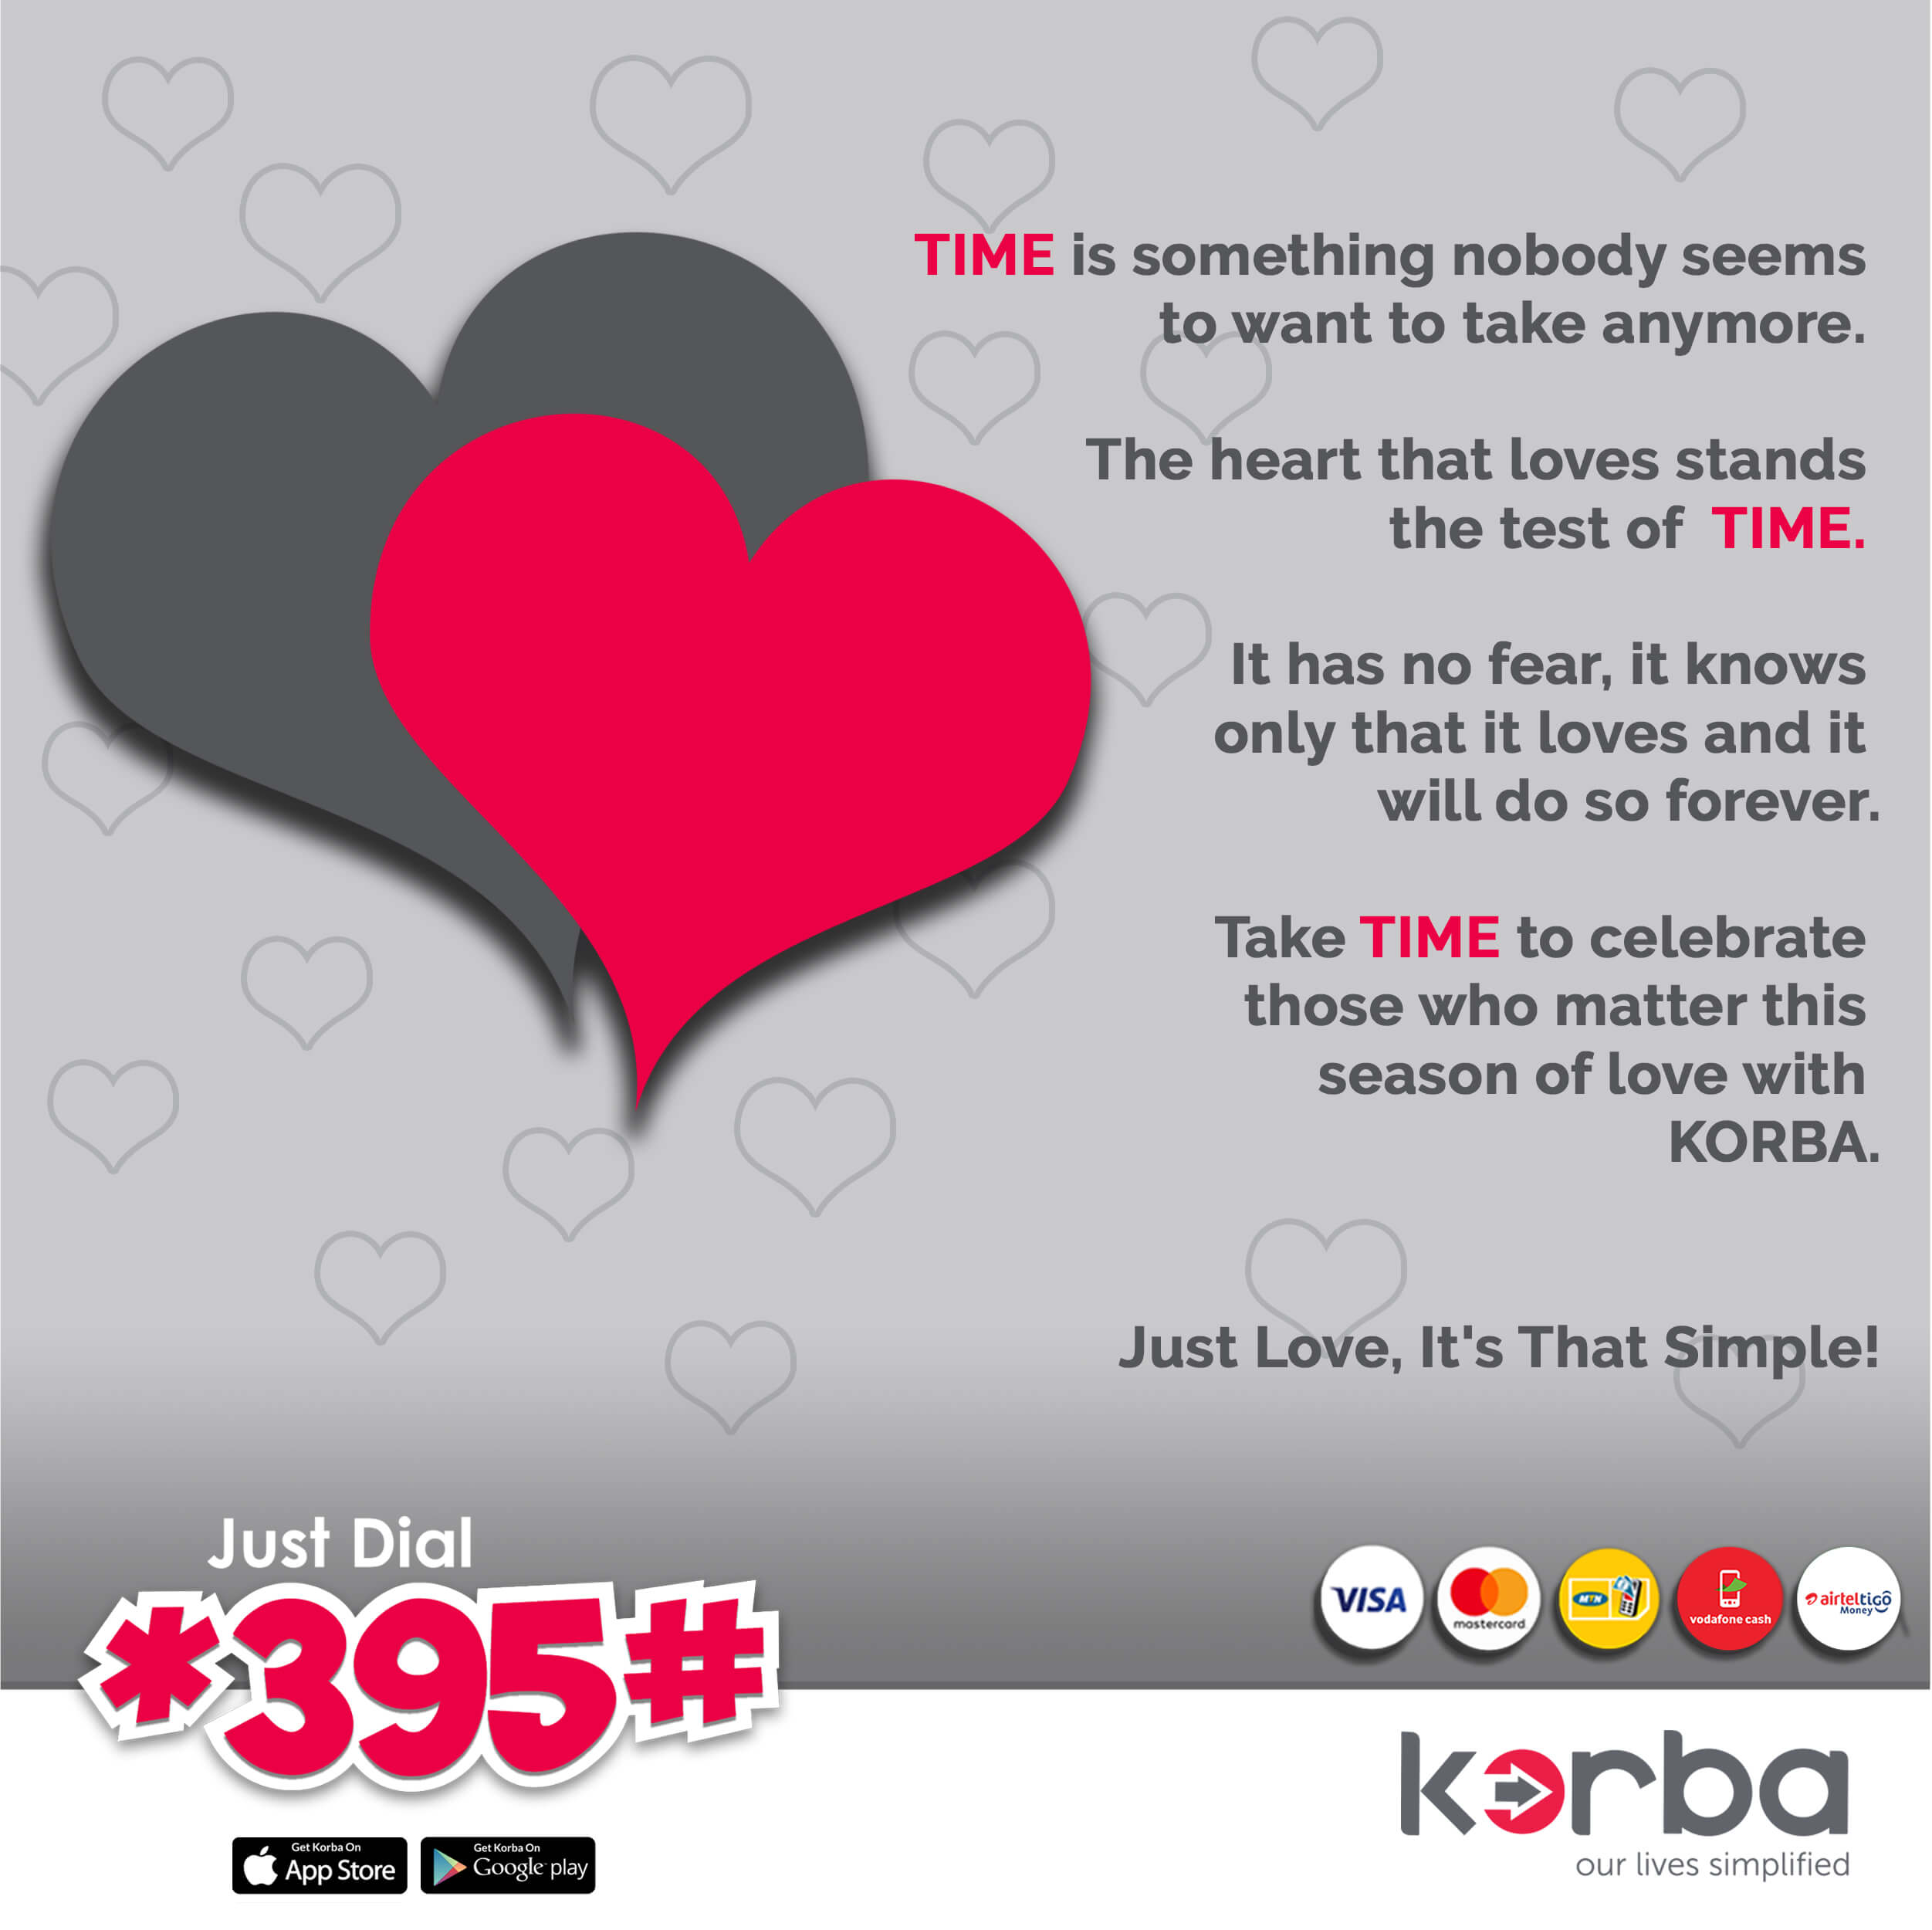 TIME is something nobody seems
to want to take anymore.
The heart that loves stands
the test of TIME.
It has no fear, it knows
only that it loves and it
will do so forever.
Take TIME to celebrate
those who matter this
season of love with
KORBA.
Just Love, It's That Simple!
Just Dial
*395#
VISA
mastercard
MTN
vodafone cash
airteltigo
Money
korba
our lives simplified
Get Korba On
App Store
Get Korba On
Google play